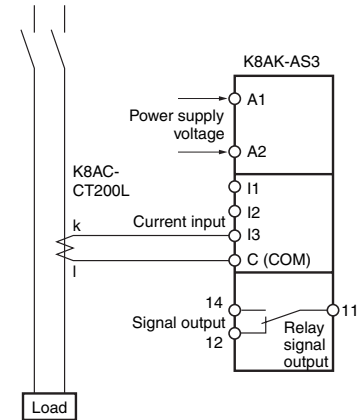 K8AK-AS3
A1
Power supply
voltage
A2
K8AC-
CT200L
I1
I2
k
Current input
I3
C (COM)
l
14
11
Signal output
Relay
signal
output
12
Load